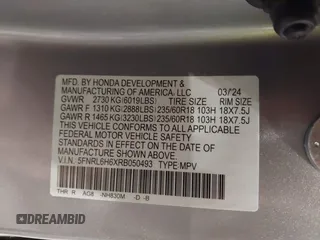 MFD BY HONDA DEVELOPMENT &
MANUFACTURING OF AMERICA, LLC 03/24
GVWR 2730 KG(6019LBS) TIRE SIZE RIM SIZE
GAWR F 1310 KG(2888LBS) 235/60R18 103H 18X7.5J
GAWR R 1465 KG(3230LBS) 235/60R18 103H 18X7.5J
THIS VEHICLE CONFORMS TO ALL APPLICABLE
FEDERAL MOTOR VEHICLE SAFETY STANDARDS
IN EFFECT ON THE DATE OF MANUFACTURE
SHOWN ABOVE.
V.I.N. 5FNRL6H6XRB050493 TYPE MPV
THR R A08 -NH830M -D -B
DREAMBID